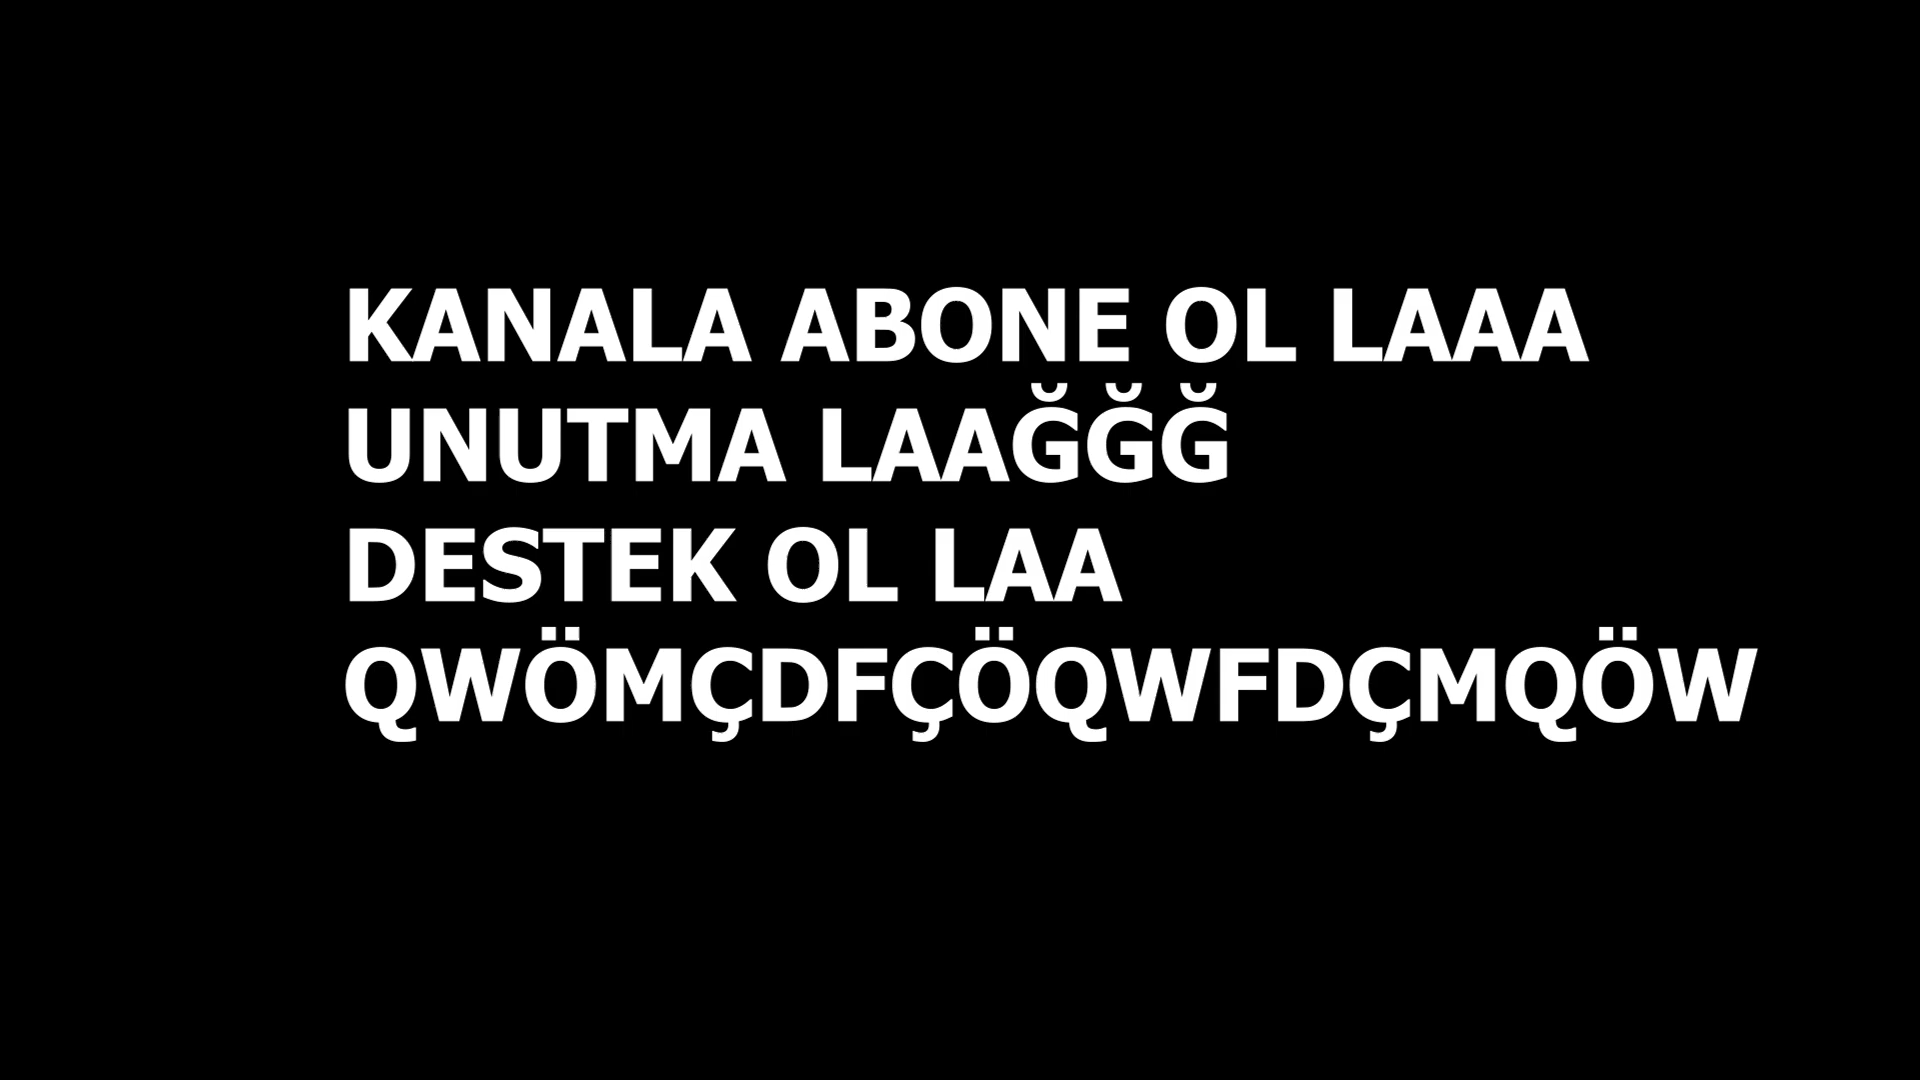 KANALA ABONE OL LAAA
UNUTMA LAAĞĞĞ
DESTEK OL LAA
QWÖMÇDFÇÖQWFDÇMQÖW